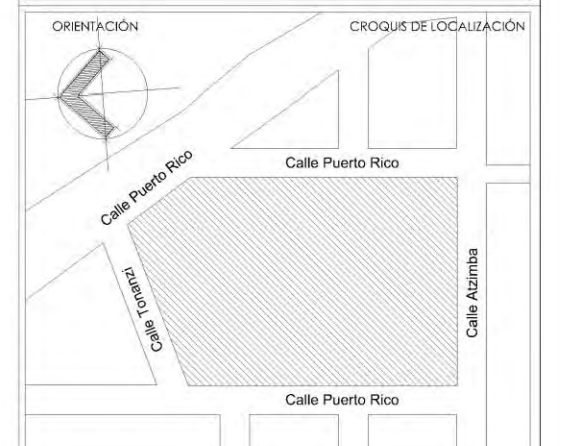 ORIENTACIÓN
CROQUIS DE LOCALIZACIÓN
Calle Puerto Rico
Calle Puerto Rico
Calle Tonanzi
Calle Atzimba
Calle Puerto Rico